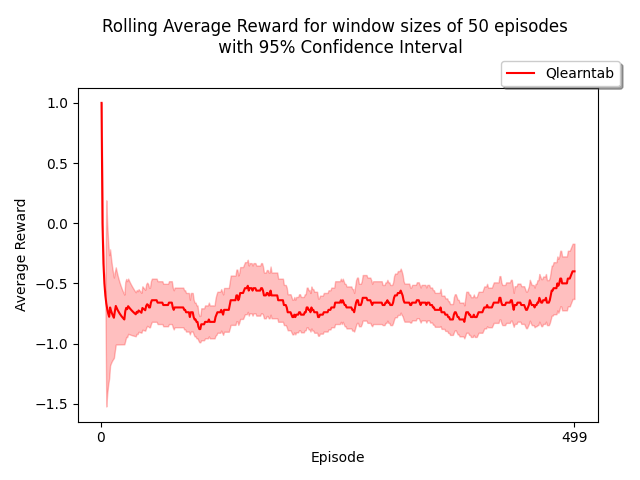 Rolling Average Reward for window sizes of 50 episodes
with 95% Confidence Interval
Qlearntab
1.0
0.5
0.0
−0.5
−1.0
−1.5
Average Reward
0
499
Episode